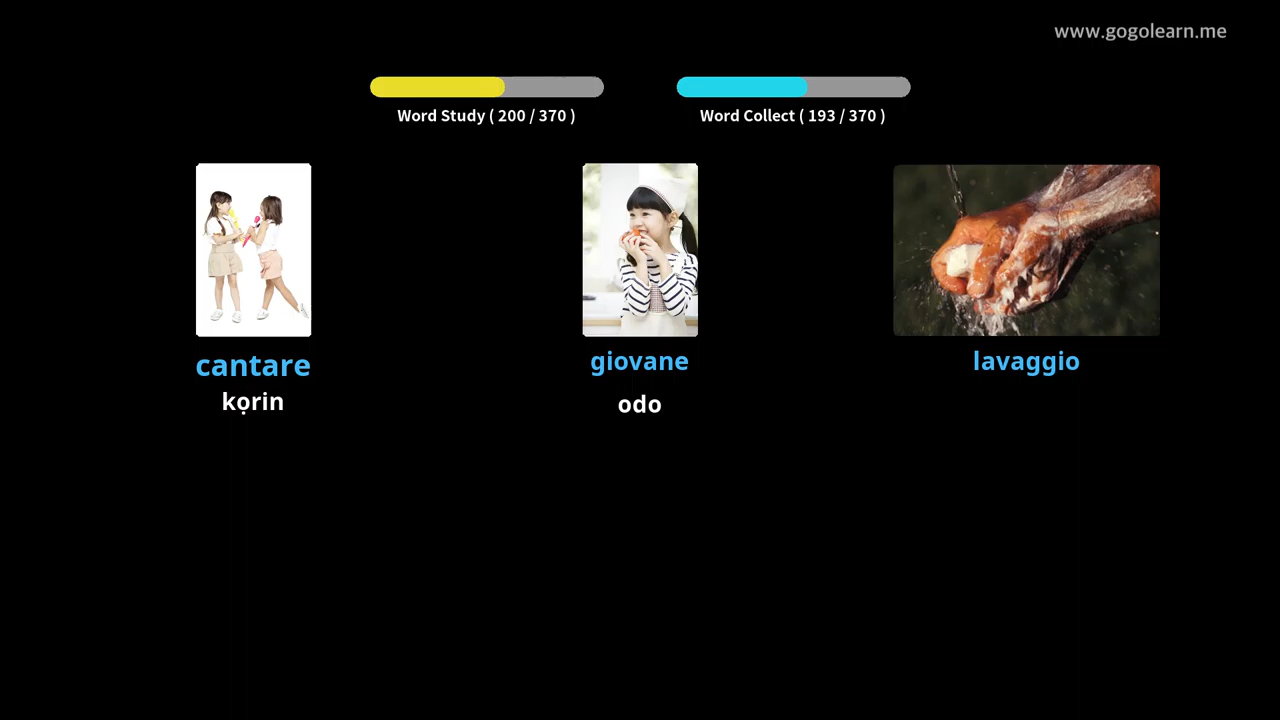 www.gogolearn.me
Word Study ( 200 / 370 )
Word Collect ( 193 / 370 )
cantare
kọrin
giovane
odo
lavaggio